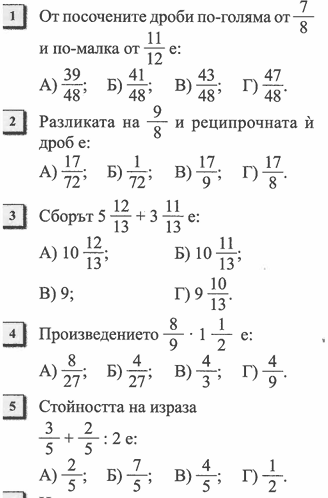 1 От посочените дроби по-голяма от 7/8
и по-малка от 11/12 е:
А) 39/48; Б) 41/48; В) 43/48; Г) 47/48.
2 Разликата на 9/8 и реципрочната ѝ
дроб е:
А) 17/72; Б) 1/72; В) 17/9; Г) 17/8.
3 Сборът 5 12/13 + 3 11/13 е:
А) 10 12/13; Б) 10 11/13;
В) 9; Г) 9 10/13.
4 Произведението 8/9 · 1 1/2 е:
А) 8/27; Б) 4/27; В) 4/3; Г) 4/9.
5 Стойността на израза
3/5 + 2/5 : 2 е:
А) 2/5; Б) 7/5; В) 4/5; Г) 1/2.